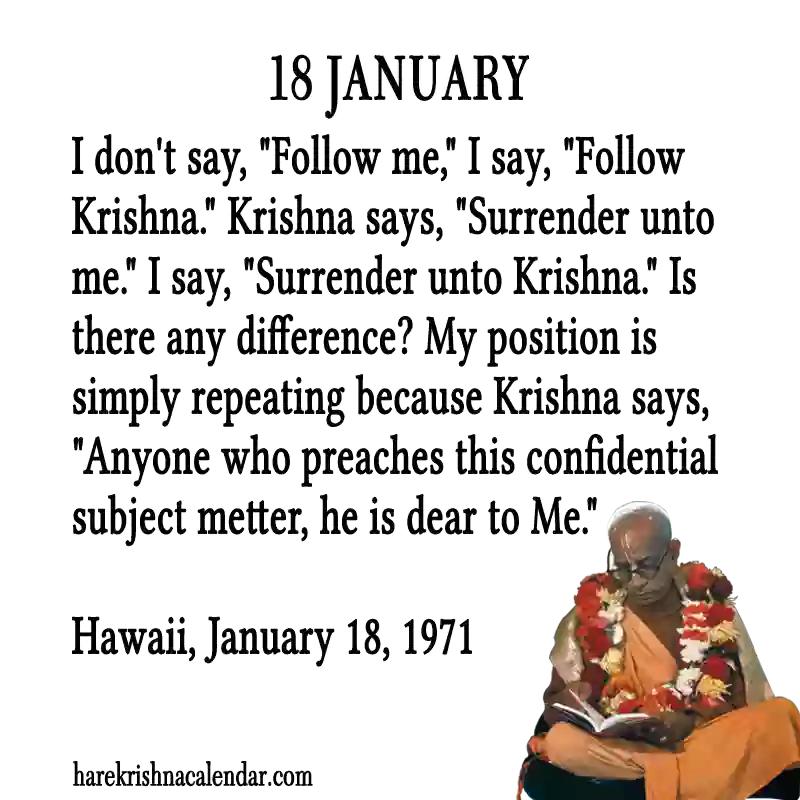 18 JANUARY
I don't say, "Follow me," I say, "Follow
Krishna." Krishna says, "Surrender unto
me." I say, "Surrender unto Krishna." Is
there any difference? My position is
simply repeating because Krishna says,
"Anyone who preaches this confidential
subject metter, he is dear to Me."
Hawaii, January 18, 1971
harekrishnacalendar.com